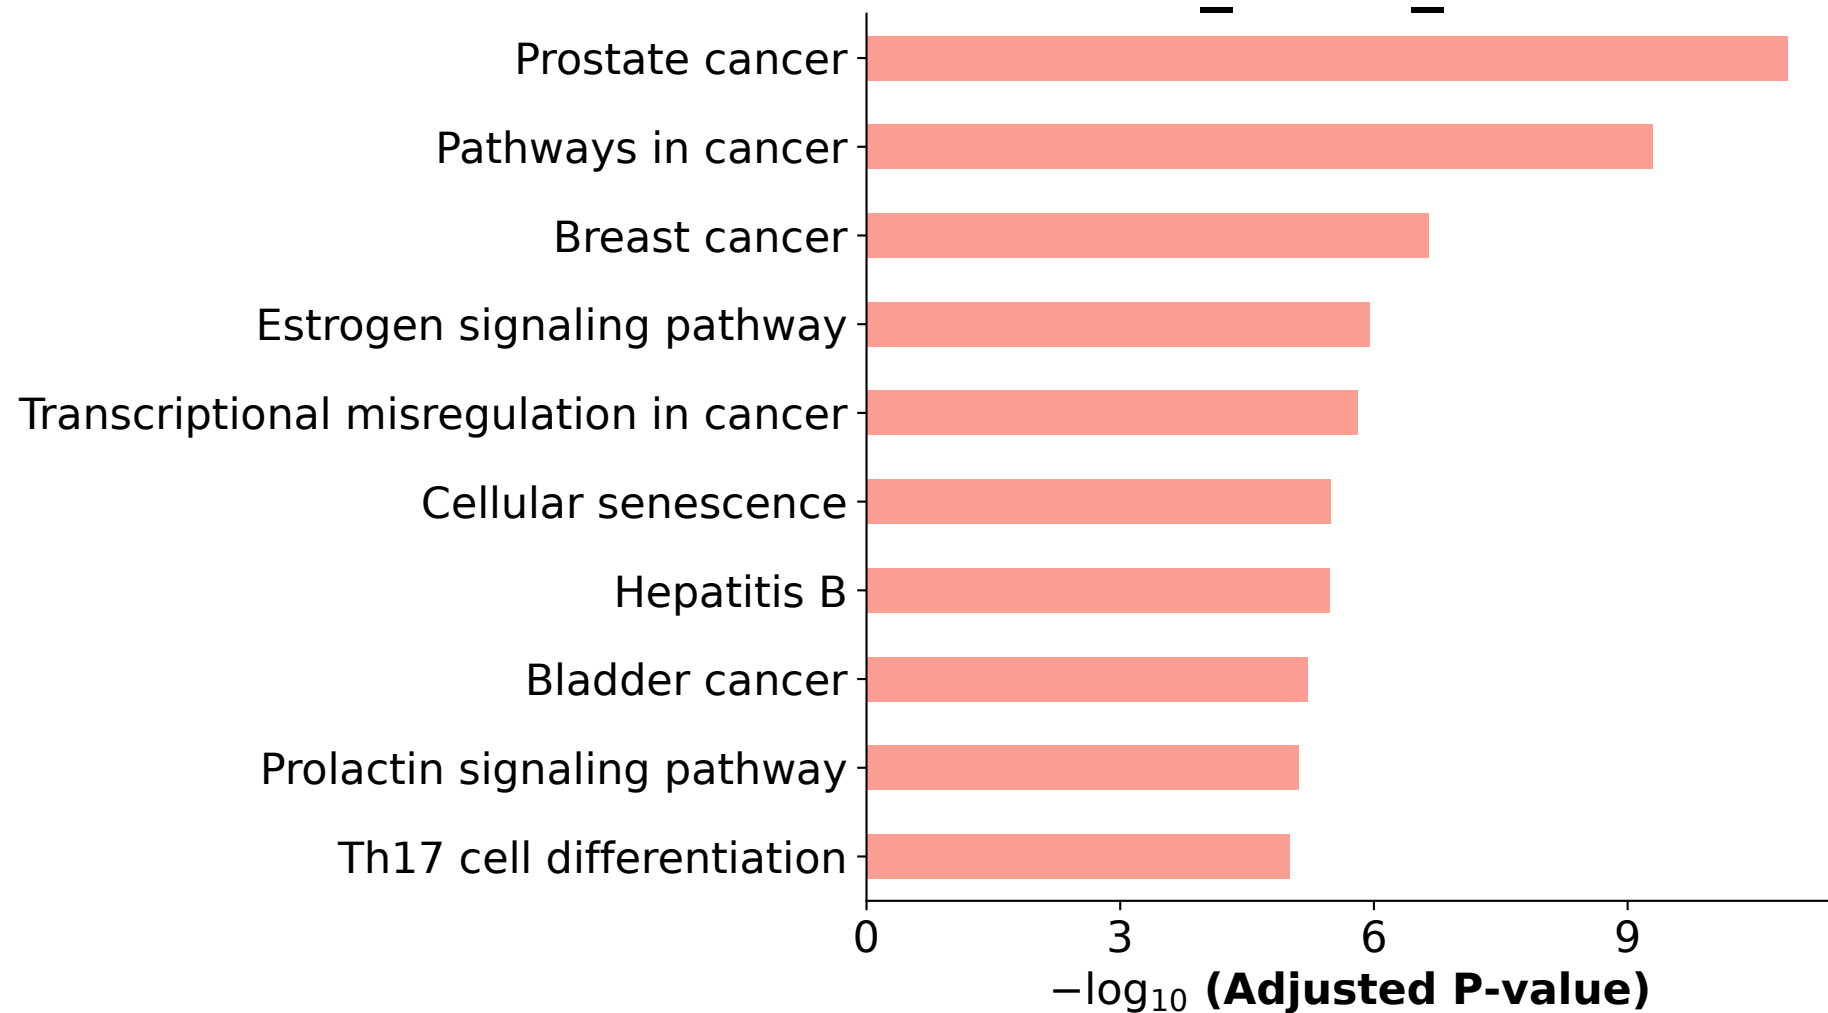 Prostate cancer
Pathways in cancer
Breast cancer
Estrogen signaling pathway
Transcriptional misregulation in cancer
Cellular senescence
Hepatitis B
Bladder cancer
Prolactin signaling pathway
Th17 cell differentiation
0 3 6 9
−log₁₀ (Adjusted P-value)